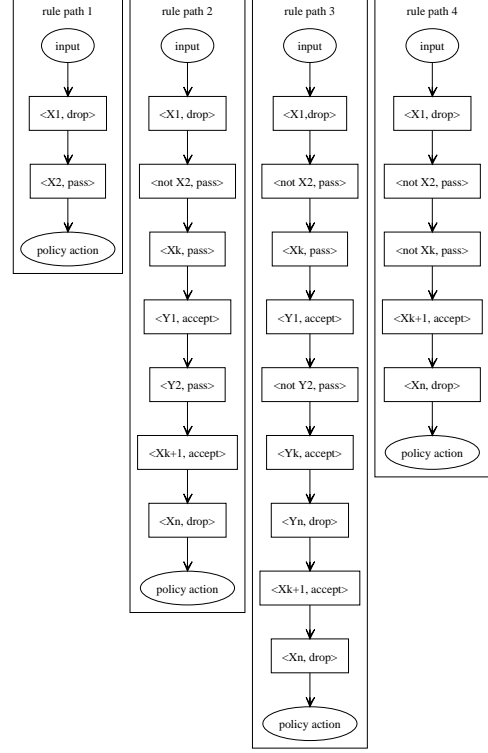 rule path 1
input
<X1, drop>
<X2, pass>
policy action
rule path 2
input
<X1, drop>
<not X2, pass>
<Xk, pass>
<Y1, accept>
<Y2, pass>
<Xk+1, accept>
<Xn, drop>
policy action
rule path 3
input
<X1,drop>
<not X2, pass>
<Xk, pass>
<Y1, accept>
<not Y2, pass>
<Yk, accept>
<Yn, drop>
<Xk+1, accept>
<Xn, drop>
policy action
rule path 4
input
<X1, drop>
<not X2, pass>
<not Xk, pass>
<Xk+1, accept>
<Xn, drop>
policy action